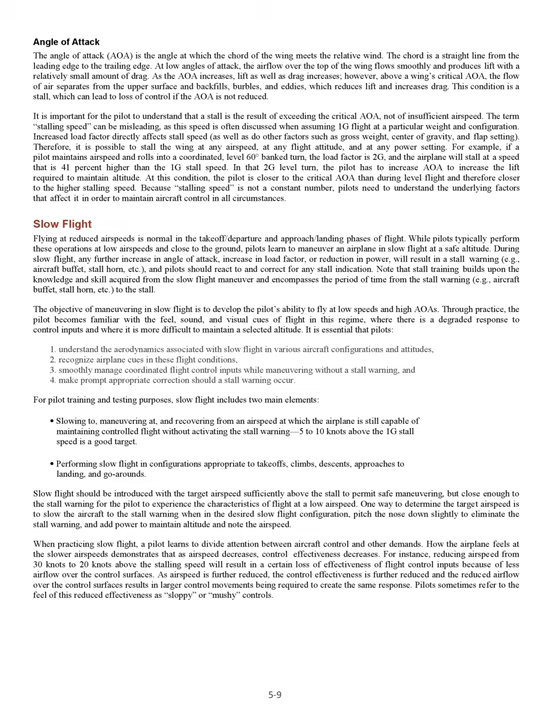 Angle of Attack
The angle of attack (AOA) is the angle at which the chord of the wing meets the relative wind. The chord is a straight line from the
leading edge to the trailing edge. At low angles of attack, the airflow over the top of the wing flows smoothly and produces lift with a
relatively small amount of drag. As the AOA increases, lift as well as drag increases; however, above a wing's critical AOA, the flow
of air separates from the upper surface and backfills, burbles, and eddies, which reduces lift and increases drag. This condition is a
stall, which can lead to loss of control if the AOA is not reduced.
It is important for the pilot to understand that a stall is the result of exceeding the critical AOA, not of insufficient airspeed. The term
“stalling speed” can be misleading, as this speed is often discussed when assuming 1G flight at a particular weight and configuration.
Increased load factor directly affects stall speed (as well as do other factors such as gross weight, center of gravity, and flap setting).
Therefore, it is possible to stall the wing at any airspeed, at any flight attitude, and at any power setting. For example, if a
pilot maintains airspeed and rolls into a coordinated, level 60° banked turn, the load factor is 2G, and the airplane will stall at a speed
that is 41 percent higher than the 1G stall speed. In that 2G level turn, the pilot has to increase AOA to increase the lift
required to maintain altitude. At this condition, the pilot is closer to the critical AOA than during level flight and therefore closer
to the higher stalling speed. Because “stalling speed” is not a constant number, pilots need to understand the underlying factors
that affect it in order to maintain aircraft control in all circumstances.
Slow Flight
Flying at reduced airspeeds is normal in the takeoff/departure and approach/landing phases of flight. While pilots typically perform
these operations at low airspeeds and close to the ground, pilots learn to maneuver an airplane in slow flight at a safe altitude. During
slow flight, any further increase in angle of attack, increase in load factor, or reduction in power, will result in a stall warning (e.g.,
aircraft buffet, stall horn, etc.), and pilots should react to and correct for any stall indication. Note that stall training builds upon the
knowledge and skill acquired from the slow flight maneuver and encompasses the period of time from the stall warning (e.g., aircraft
buffet, stall horn, etc.) to the stall.
The objective of maneuvering in slow flight is to develop the pilot's ability to fly at low speeds and high AOAs. Through practice, the
pilot becomes familiar with the feel, sound, and visual cues of flight in this regime, where there is a degraded response to
control inputs and where it is more difficult to maintain a selected altitude. It is essential that pilots:
1. understand the aerodynamics associated with slow flight in various aircraft configurations and attitudes,
2. recognize airplane cues in these flight conditions,
3. smoothly manage coordinated flight control inputs while maneuvering without a stall warning, and
4. make prompt appropriate correction should a stall warning occur.
For pilot training and testing purposes, slow flight includes two main elements:
• Slowing to, maneuvering at, and recovering from an airspeed at which the airplane is still capable of
maintaining controlled flight without activating the stall warning—5 to 10 knots above the 1G stall
speed is a good target.
• Performing slow flight in configurations appropriate to takeoffs, climbs, descents, approaches to
landing, and go-arounds.
Slow flight should be introduced with the target airspeed sufficiently above the stall to permit safe maneuvering, but close enough to
the stall warning for the pilot to experience the characteristics of flight at a low airspeed. One way to determine the target airspeed is
to slow the aircraft to the stall warning when in the desired slow flight configuration, pitch the nose down slightly to eliminate the
stall warning, and add power to maintain altitude and note the airspeed.
When practicing slow flight, a pilot learns to divide attention between aircraft control and other demands. How the airplane feels at
the slower airspeeds demonstrates that as airspeed decreases, control effectiveness decreases. For instance, reducing airspeed from
30 knots to 20 knots above the stalling speed will result in a certain loss of effectiveness of flight control inputs because of less
airflow over the control surfaces. As airspeed is further reduced, the control effectiveness is further reduced and the reduced airflow
over the control surfaces results in larger control movements being required to create the same response. Pilots sometimes refer to the
feel of this reduced effectiveness as “sloppy” or “mushy” controls.
5-9